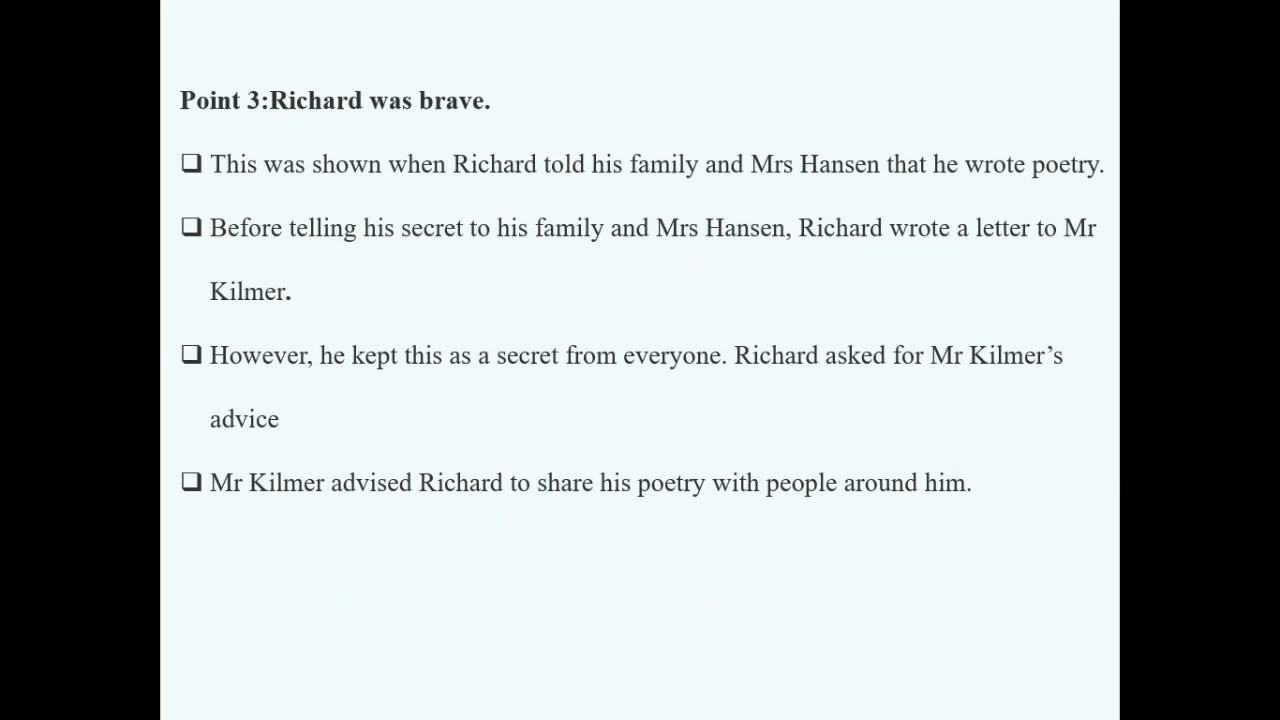 Point 3:Richard was brave.
❑ This was shown when Richard told his family and Mrs Hansen that he wrote poetry.
❑ Before telling his secret to his family and Mrs Hansen, Richard wrote a letter to Mr
Kilmer.
❑ However, he kept this as a secret from everyone. Richard asked for Mr Kilmer’s
advice
❑ Mr Kilmer advised Richard to share his poetry with people around him.